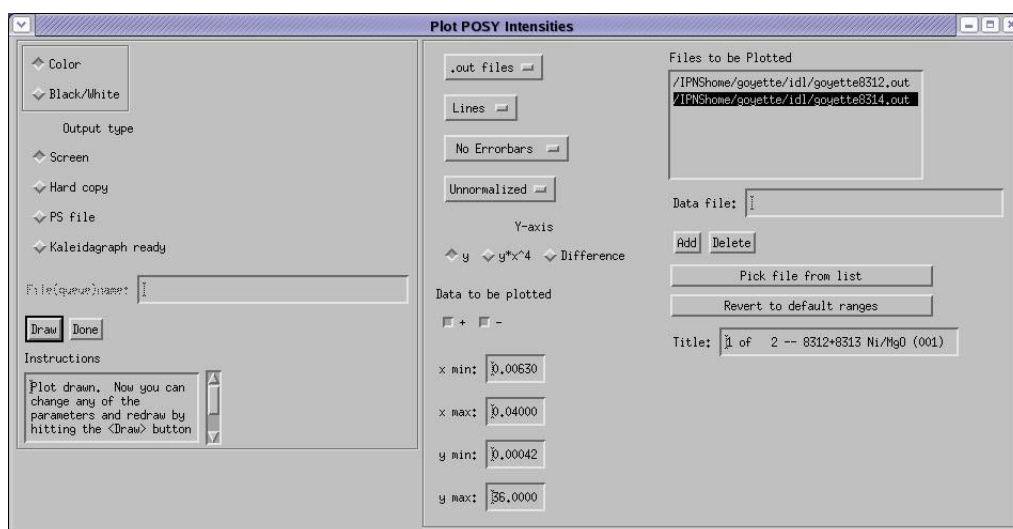 Plot POSY Intensities
Color
Black/White
Output type
Screen
Hard copy
PS file
Kaleidagraph ready
File(queue)name:
Draw Done
Instructions
Plot drawn. Now you can
change any of the
parameters and redraw by
hitting the <Draw> button
.out files
Lines
No Errorbars
Unnormalized
Y-axis
y y*x^4 Difference
Data to be plotted
+ -
x min: 0.00630
x max: 0.04000
y min: 0.00042
y max: 36.0000
Files to be Plotted
/IPNShome/goyette/idl/goyette8312.out
/IPNShome/goyette/idl/goyette8314.out
Data file:
Add Delete
Pick file from list
Revert to default ranges
Title: 1 of 2 -- 8312+8313 Ni/MgO (001)